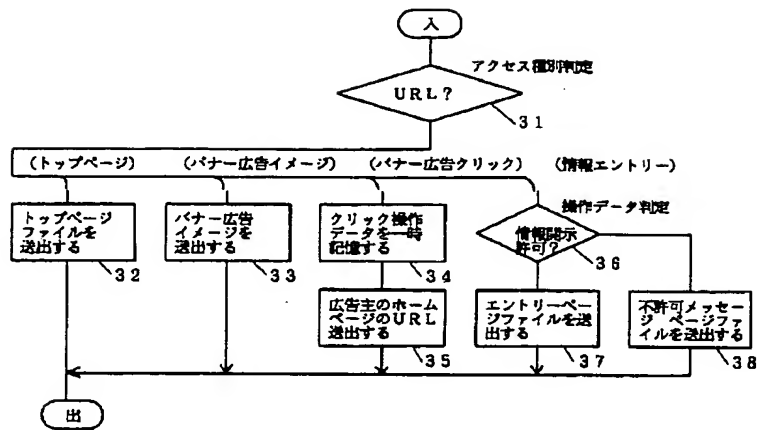 入
アクセス種別判定
URL?
31
(トップページ)
(バナー広告イメージ)
(バナー広告クリック)
(情報エントリー)
トップページ
ファイルを
送出する
32
バナー広告
イメージを
送出する
33
クリック操作
データを一時
記憶する
34
操作データ判定
情報開示
許可?
36
広告主のホーム
ページのURL
送出する
35
エントリーペー
ジファイルを送
出する
37
不許可メッセー
ジ ページファ
イルを送出する
38
出